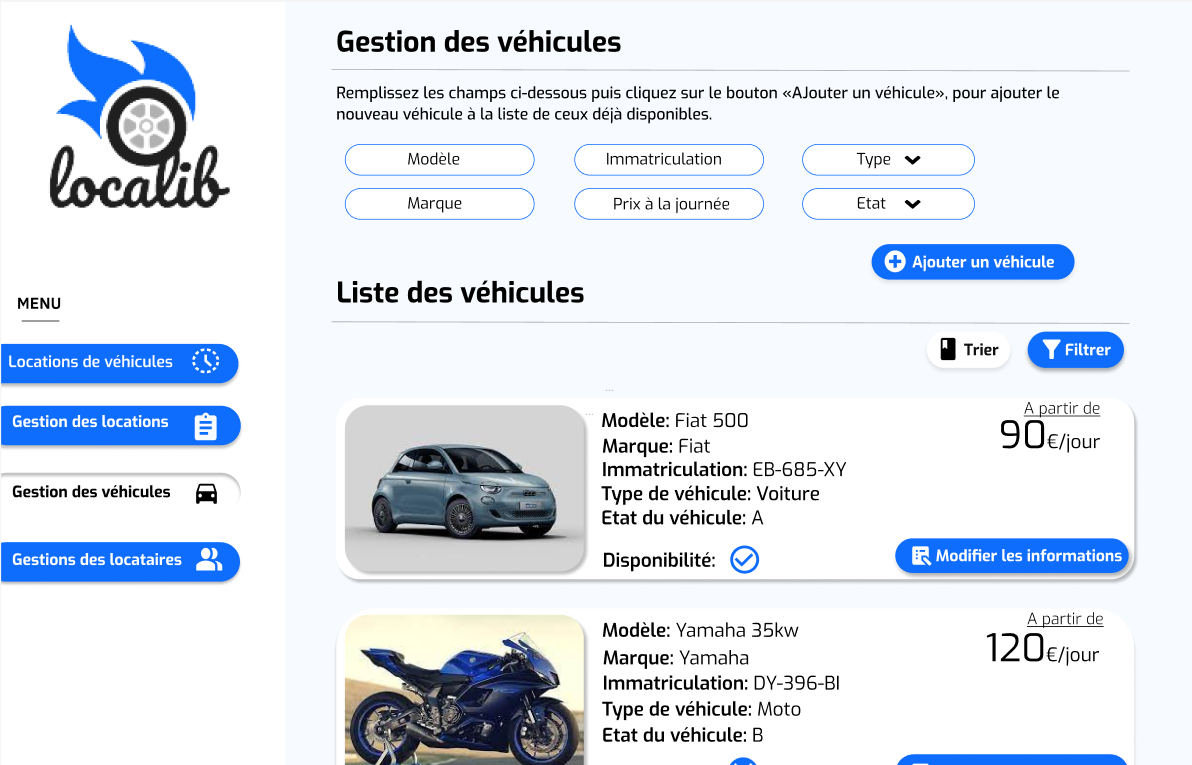 localib
MENU
Locations de véhicules
Gestion des locations
Gestion des véhicules
Gestions des locataires
Gestion des véhicules
Remplissez les champs ci-dessous puis cliquez sur le bouton «AJouter un véhicule», pour ajouter le
nouveau véhicule à la liste de ceux déjà disponibles.
Modèle
Immatriculation
Type
Marque
Prix à la journée
Etat
Ajouter un véhicule
Liste des véhicules
Trier
Filtrer
...
...
Modèle: Fiat 500
Marque: Fiat
Immatriculation: EB-685-XY
Type de véhicule: Voiture
Etat du véhicule: A
Disponibilité:
A partir de
90€/jour
Modifier les informations
Modèle: Yamaha 35kw
Marque: Yamaha
Immatriculation: DY-396-BI
Type de véhicule: Moto
Etat du véhicule: B
A partir de
120€/jour